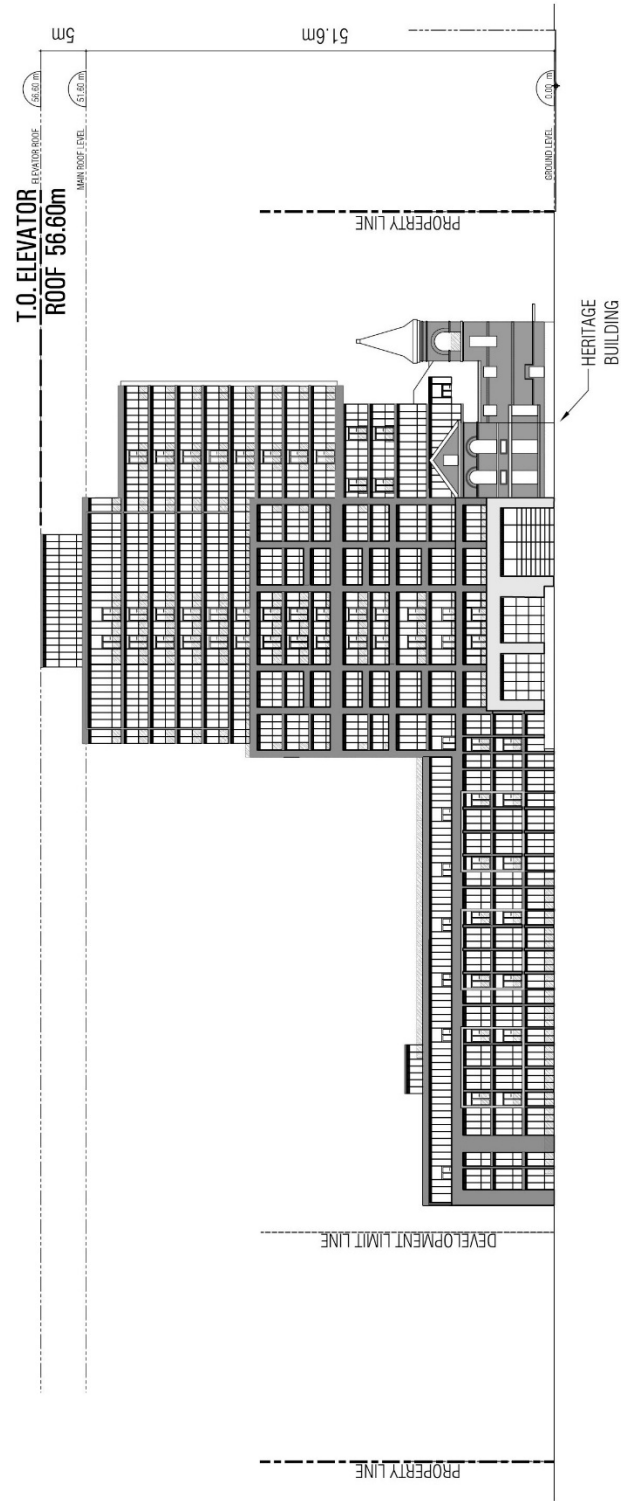 5m
51.6m
56.60 m
51.60 m
0.00 m
ELEVATOR ROOF
MAIN ROOF LEVEL
GROUND LEVEL
T.O. ELEVATOR
ROOF 56.60m
PROPERTY LINE
HERITAGE
BUILDING
DEVELOPMENT LIMIT LINE
PROPERTY LINE